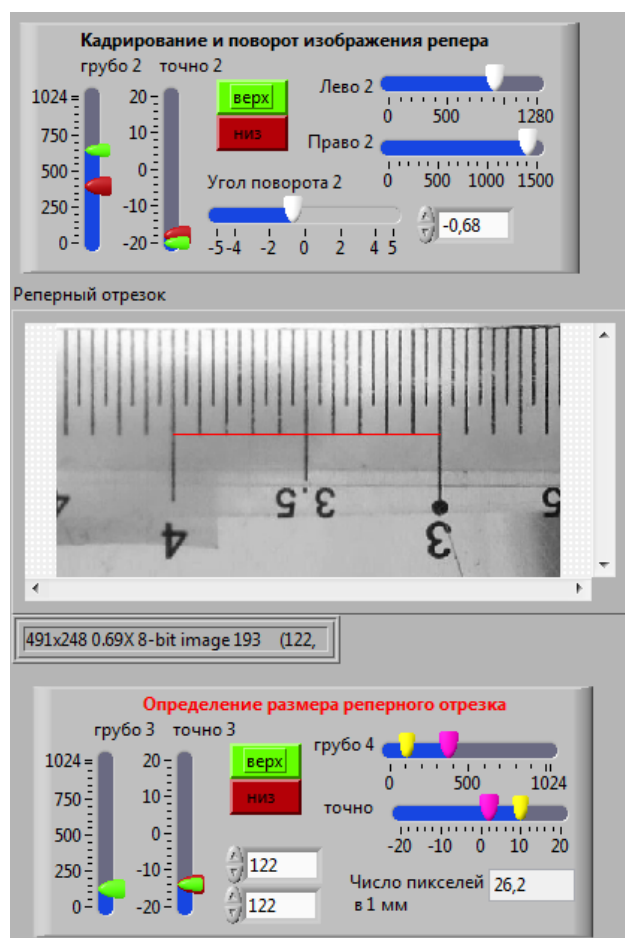 Кадрирование и поворот изображения репера
грубо 2 точно 2
верх
низ
1024
750
500
250
0
20
10
0
-10
-20
Лево 2
0 500 1280
Право 2
0 500 1000 1500
Угол поворота 2
-5 -4 -2 0 2 4 5
-0,68
Реперный отрезок
4 3.5 3
491x248 0.69X 8-bit image 193 (122,
Определение размера реперного отрезка
грубо 3 точно 3
верх
низ
1024
750
500
250
0
20
10
0
-10
-20
122
122
грубо 4
0 500 1024
точно
-20 -10 0 10 20
Число пикселей
в 1 мм
26,2